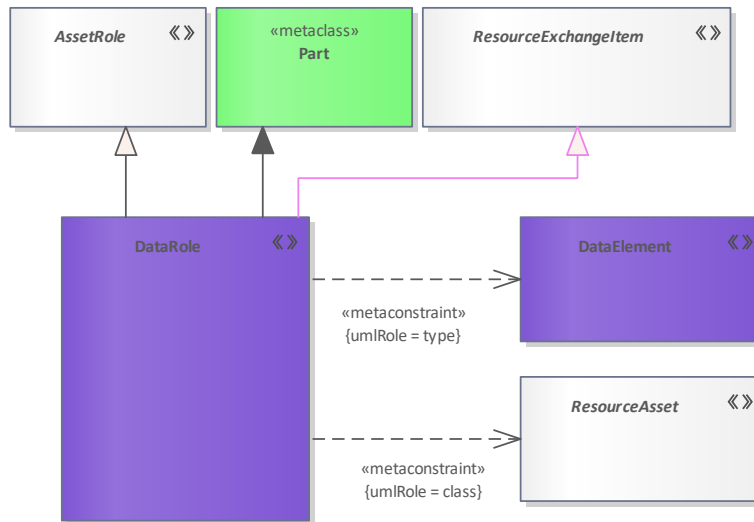 AssetRole
«»
«metaclass»
Part
ResourceExchangeItem
«»
DataRole
«»
DataElement
«»
«metaconstraint»
{umlRole = type}
ResourceAsset
«»
«metaconstraint»
{umlRole = class}